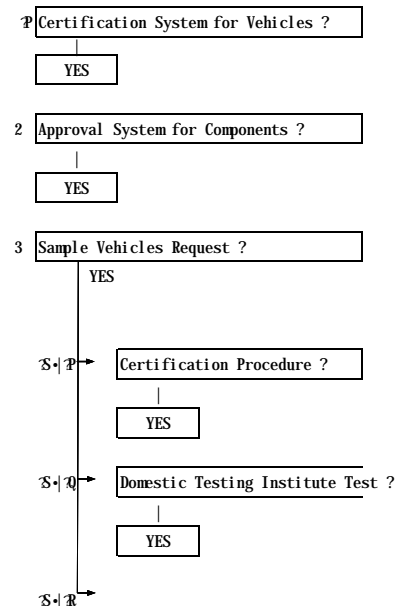 Certification System for Vehicles ?
YES
2 Approval System for Components ?
YES
3 Sample Vehicles Request ?
YES
Certification Procedure ?
YES
Domestic Testing Institute Test ?
YES